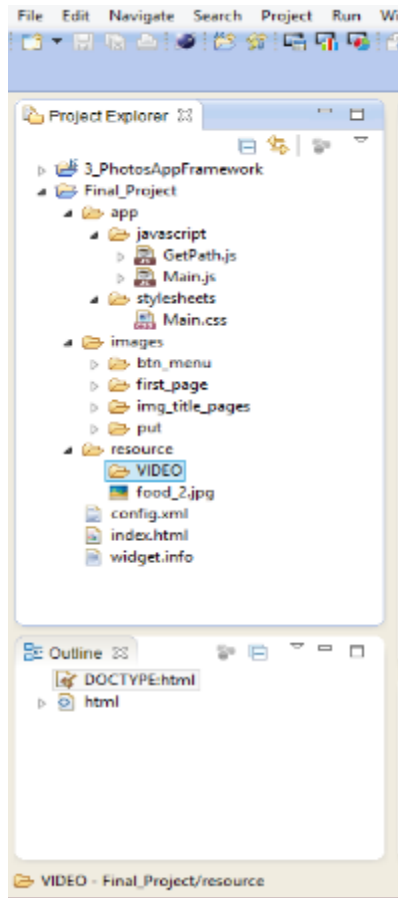 File Edit Navigate Search Project Run Wi
Project Explorer
3_PhotosAppFramework
Final_Project
app
javascript
GetPath.js
Main.js
stylesheets
Main.css
images
btn_menu
first_page
img_title_pages
put
resource
VIDEO
food_2.jpg
config.xml
index.html
widget.info
Outline
DOCTYPE:html
html
VIDEO - Final_Project/resource